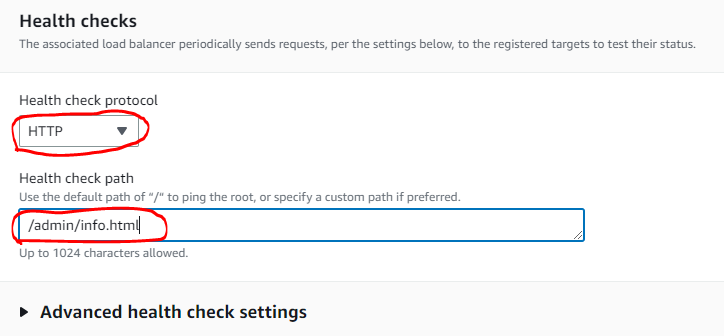 Health checks
The associated load balancer periodically sends requests, per the settings below, to the registered targets to test their status.
Health check protocol
HTTP
Health check path
Use the default path of "/" to ping the root, or specify a custom path if preferred.
/admin/info.html
Up to 1024 characters allowed.
Advanced health check settings